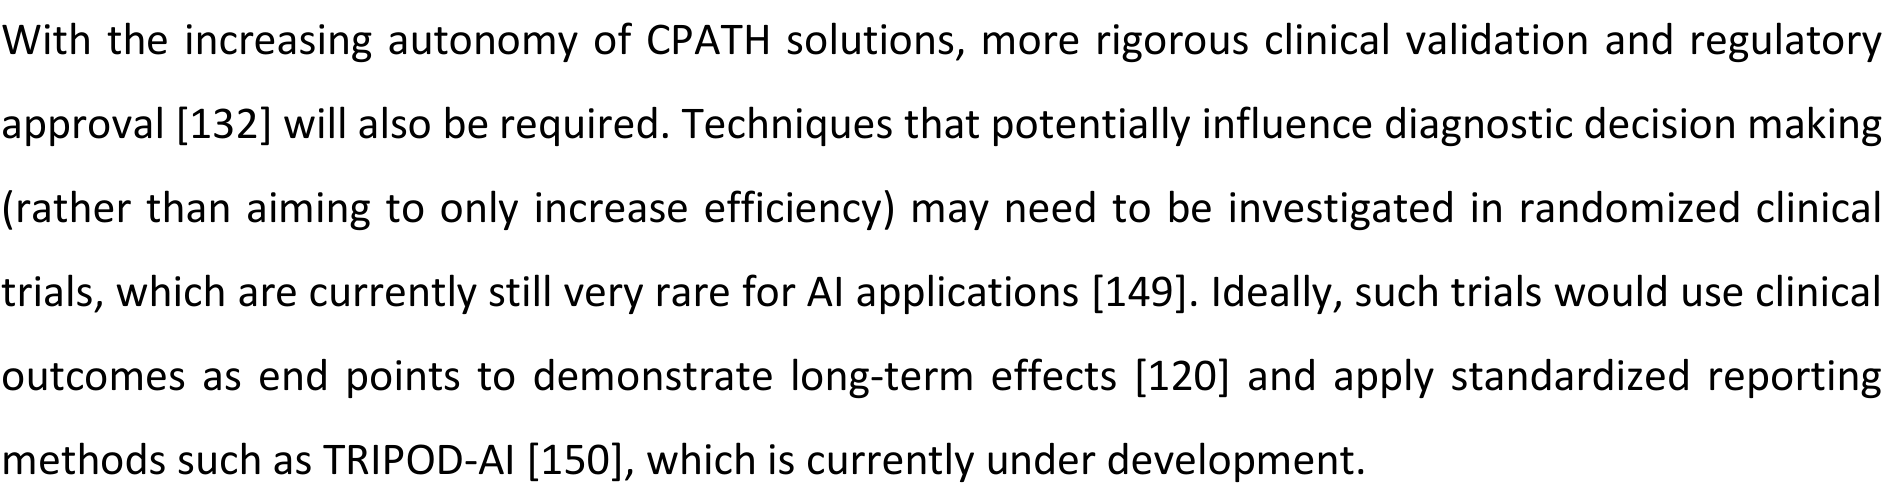 With the increasing autonomy of CPATH solutions, more rigorous clinical validation and regulatory
approval [132] will also be required. Techniques that potentially influence diagnostic decision making
(rather than aiming to only increase efficiency) may need to be investigated in randomized clinical
trials, which are currently still very rare for AI applications [149]. Ideally, such trials would use clinical
outcomes as end points to demonstrate long-term effects [120] and apply standardized reporting
methods such as TRIPOD-AI [150], which is currently under development.